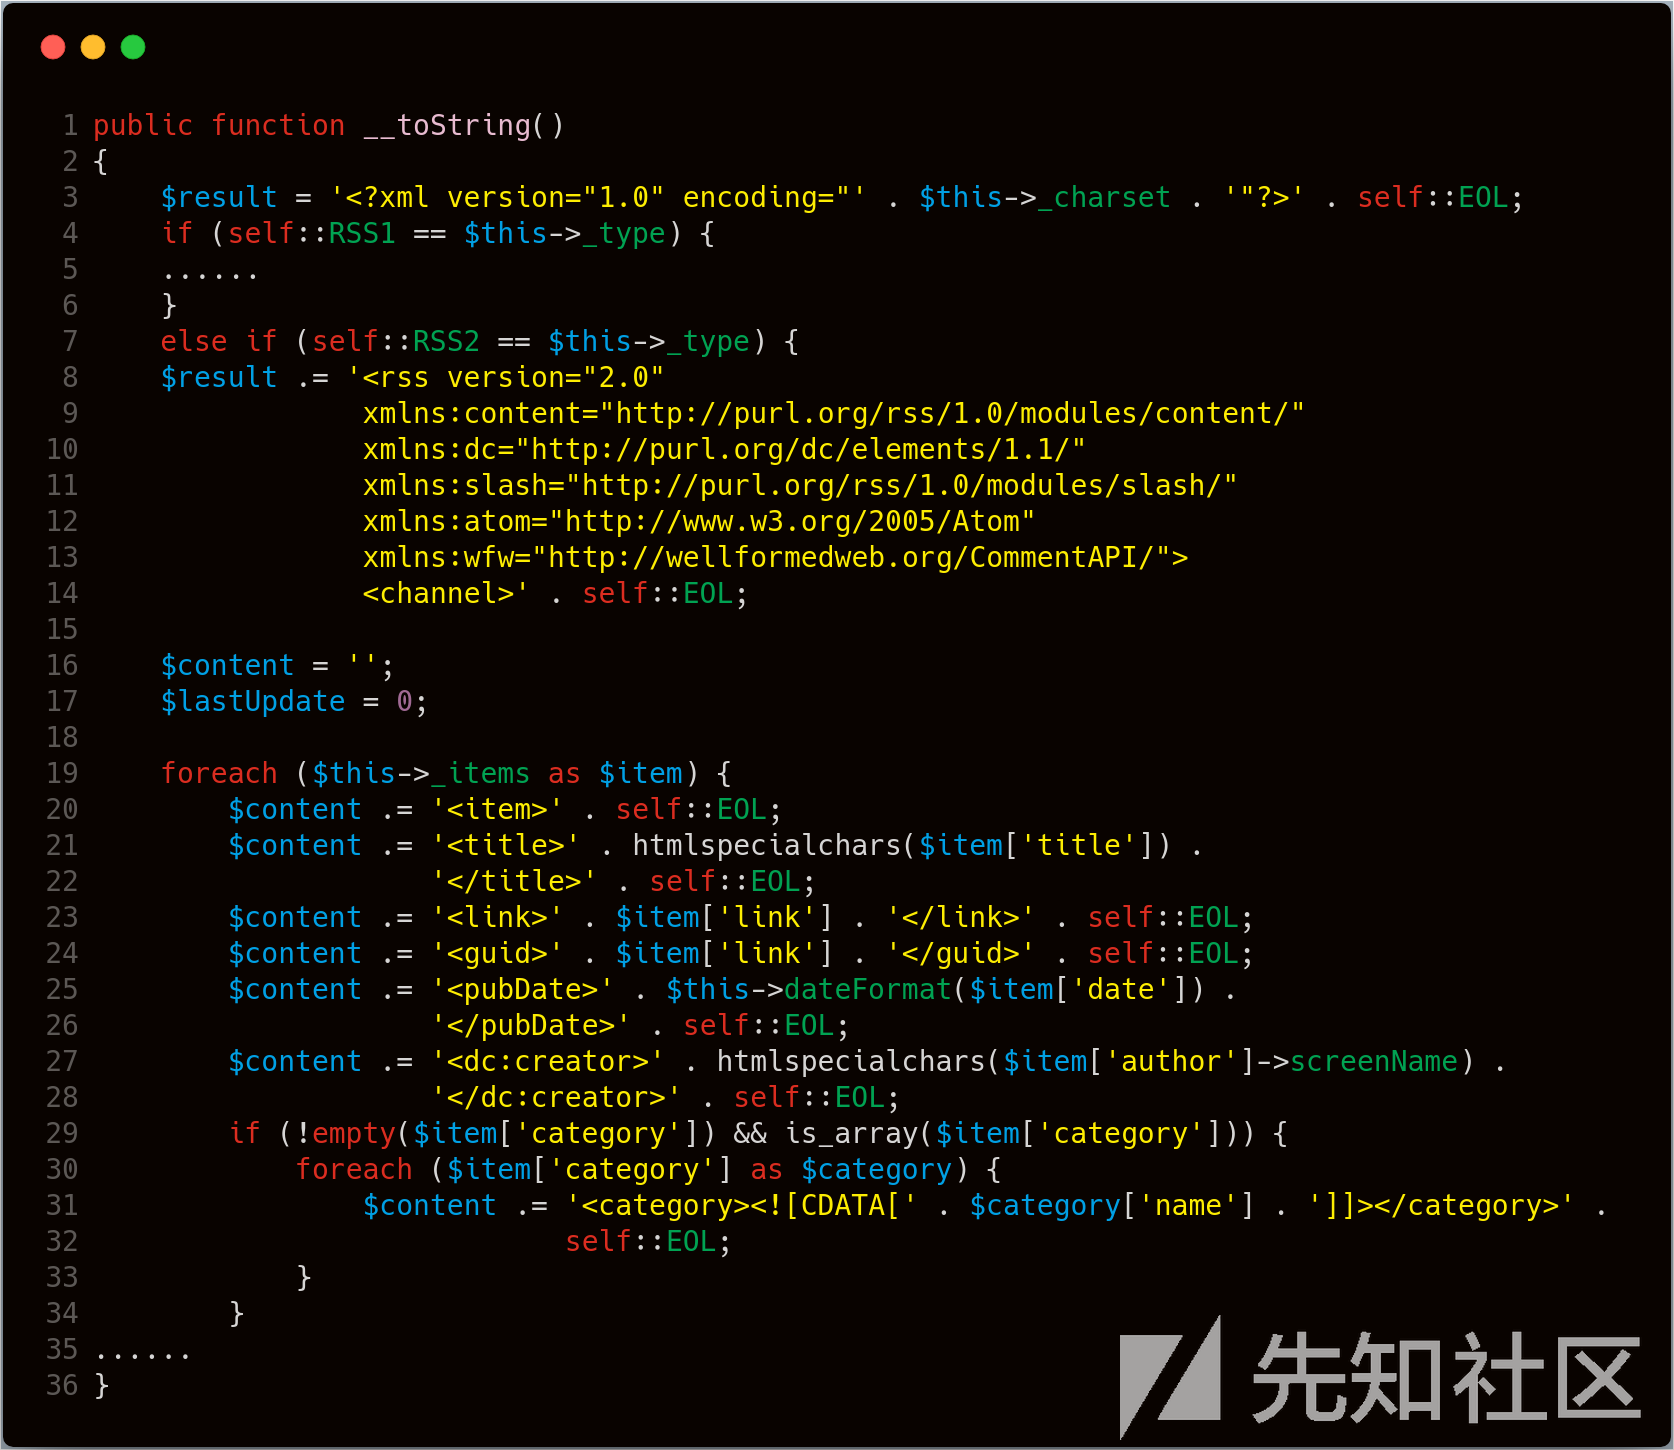 1 public function __toString()
2 {
3     $result = '<?xml version="1.0" encoding="' . $this->_charset . '"?>' . self::EOL;
4     if (self::RSS1 == $this->_type) {
5     ......
6     }
7     else if (self::RSS2 == $this->_type) {
8     $result .= '<rss version="2.0"
9                 xmlns:content="http://purl.org/rss/1.0/modules/content/"
10                 xmlns:dc="http://purl.org/dc/elements/1.1/"
11                 xmlns:slash="http://purl.org/rss/1.0/modules/slash/"
12                 xmlns:atom="http://www.w3.org/2005/Atom"
13                 xmlns:wfw="http://wellformedweb.org/CommentAPI/">
14                 <channel>' . self::EOL;
15
16     $content = '';
17     $lastUpdate = 0;
18
19     foreach ($this->_items as $item) {
20         $content .= '<item>' . self::EOL;
21         $content .= '<title>' . htmlspecialchars($item['title']) .
22                     '</title>' . self::EOL;
23         $content .= '<link>' . $item['link'] . '</link>' . self::EOL;
24         $content .= '<guid>' . $item['link'] . '</guid>' . self::EOL;
25         $content .= '<pubDate>' . $this->dateFormat($item['date']) .
26                     '</pubDate>' . self::EOL;
27         $content .= '<dc:creator>' . htmlspecialchars($item['author']->screenName) .
28                     '</dc:creator>' . self::EOL;
29         if (!empty($item['category']) && is_array($item['category'])) {
30             foreach ($item['category'] as $category) {
31                 $content .= '<category><![CDATA[' . $category['name'] . ']]></category>' .
32                             self::EOL;
33             }
34         }
35 ......
36 }
先知社区